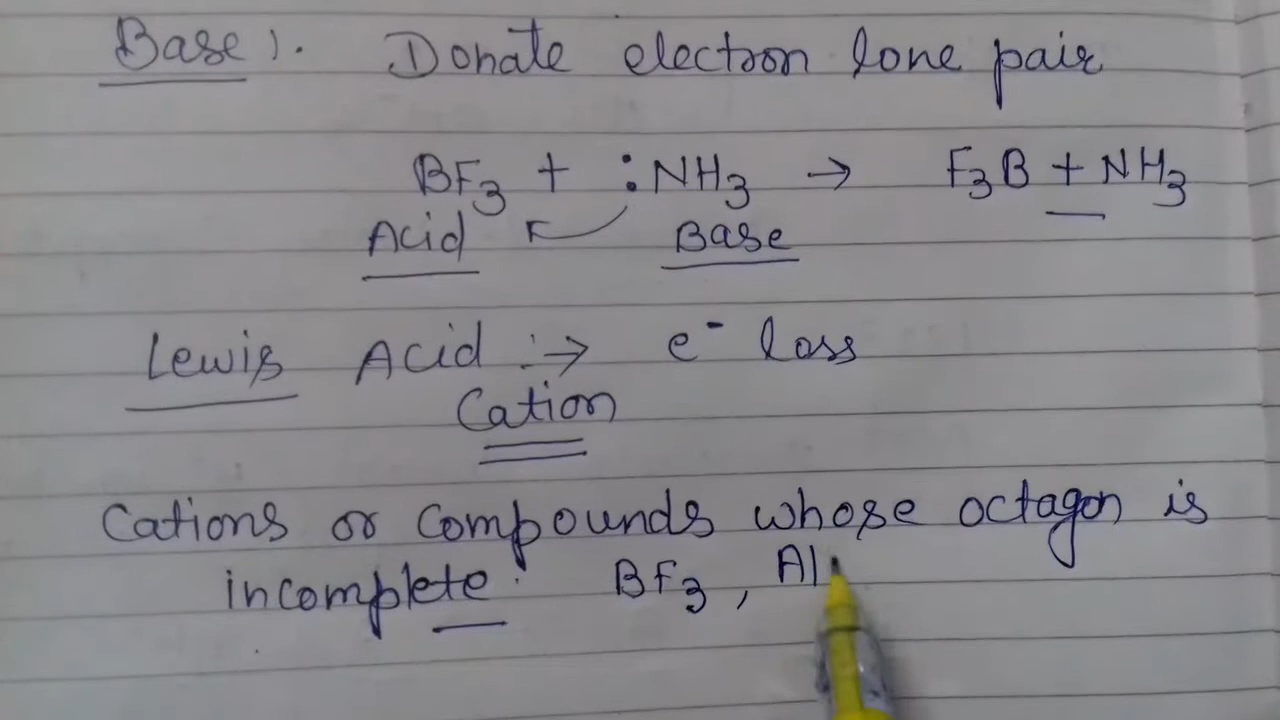 Base :. Donate electron lone pair
BF₃ + :NH₃ → F₃B + NH₃
Acid Base
Lewis Acid :→ e⁻ loss
Cation
Cations or compounds whose octagon is
incomplete: BF₃, Al